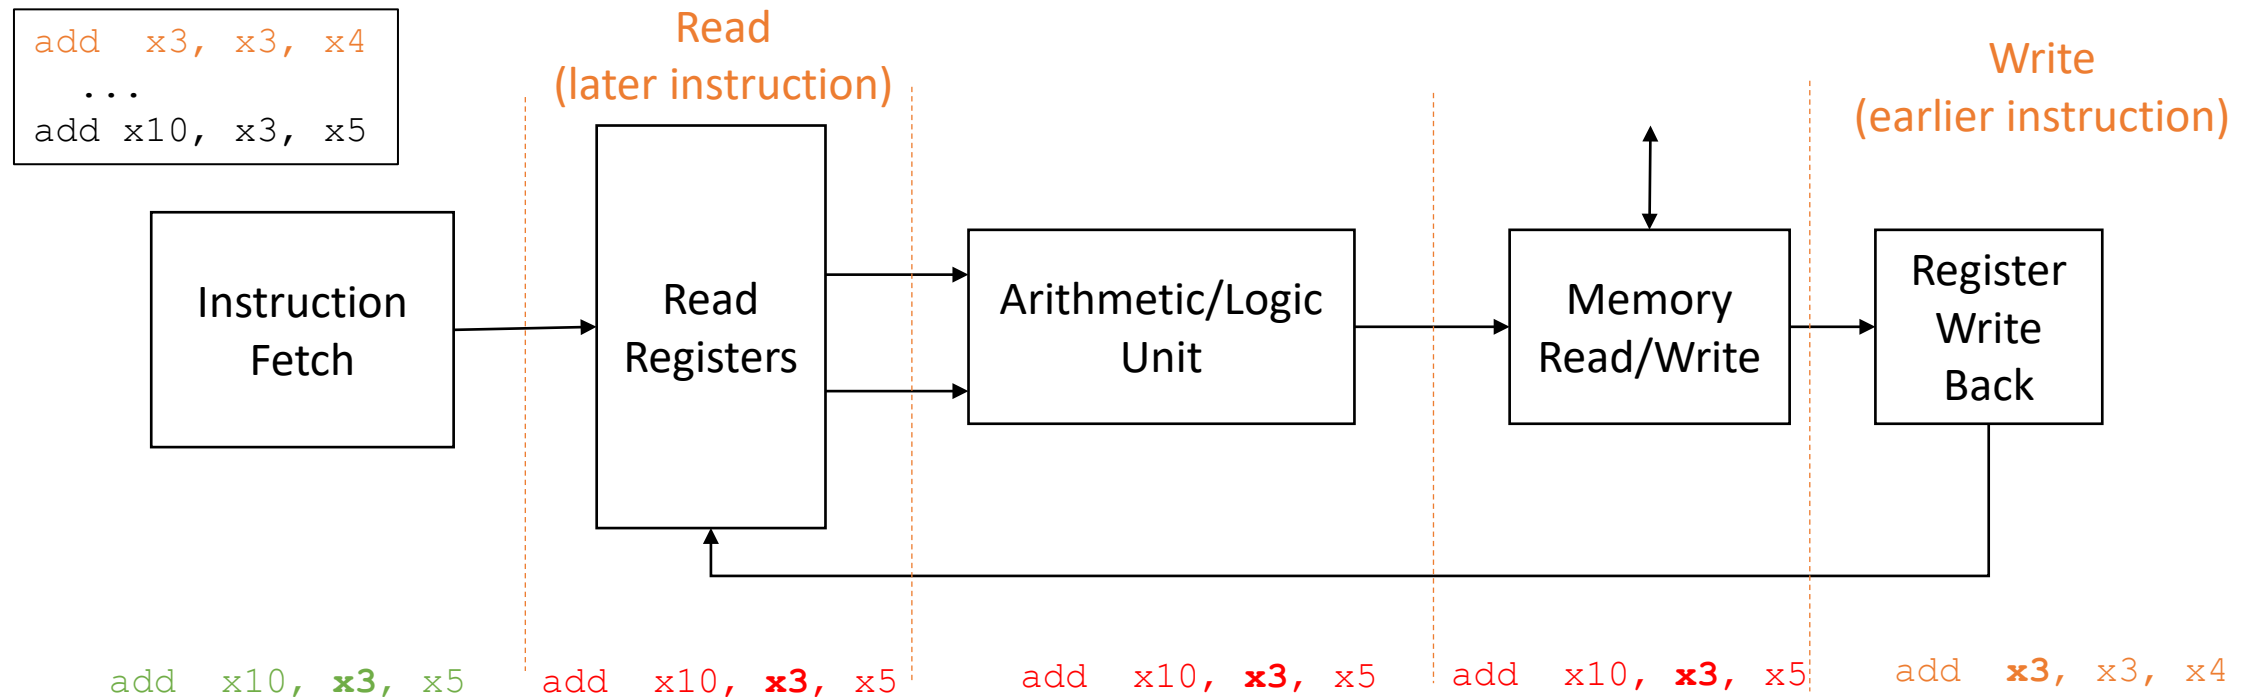 add x3, x3, x4
...
add x10, x3, x5
Read
(later instruction)
Write
(earlier instruction)
Instruction
Fetch
Read
Registers
Arithmetic/Logic
Unit
Memory
Read/Write
Register
Write
Back
add x10, x3, x5
add x10, x3, x5
add x10, x3, x5
add x10, x3, x5
add x3, x3, x4